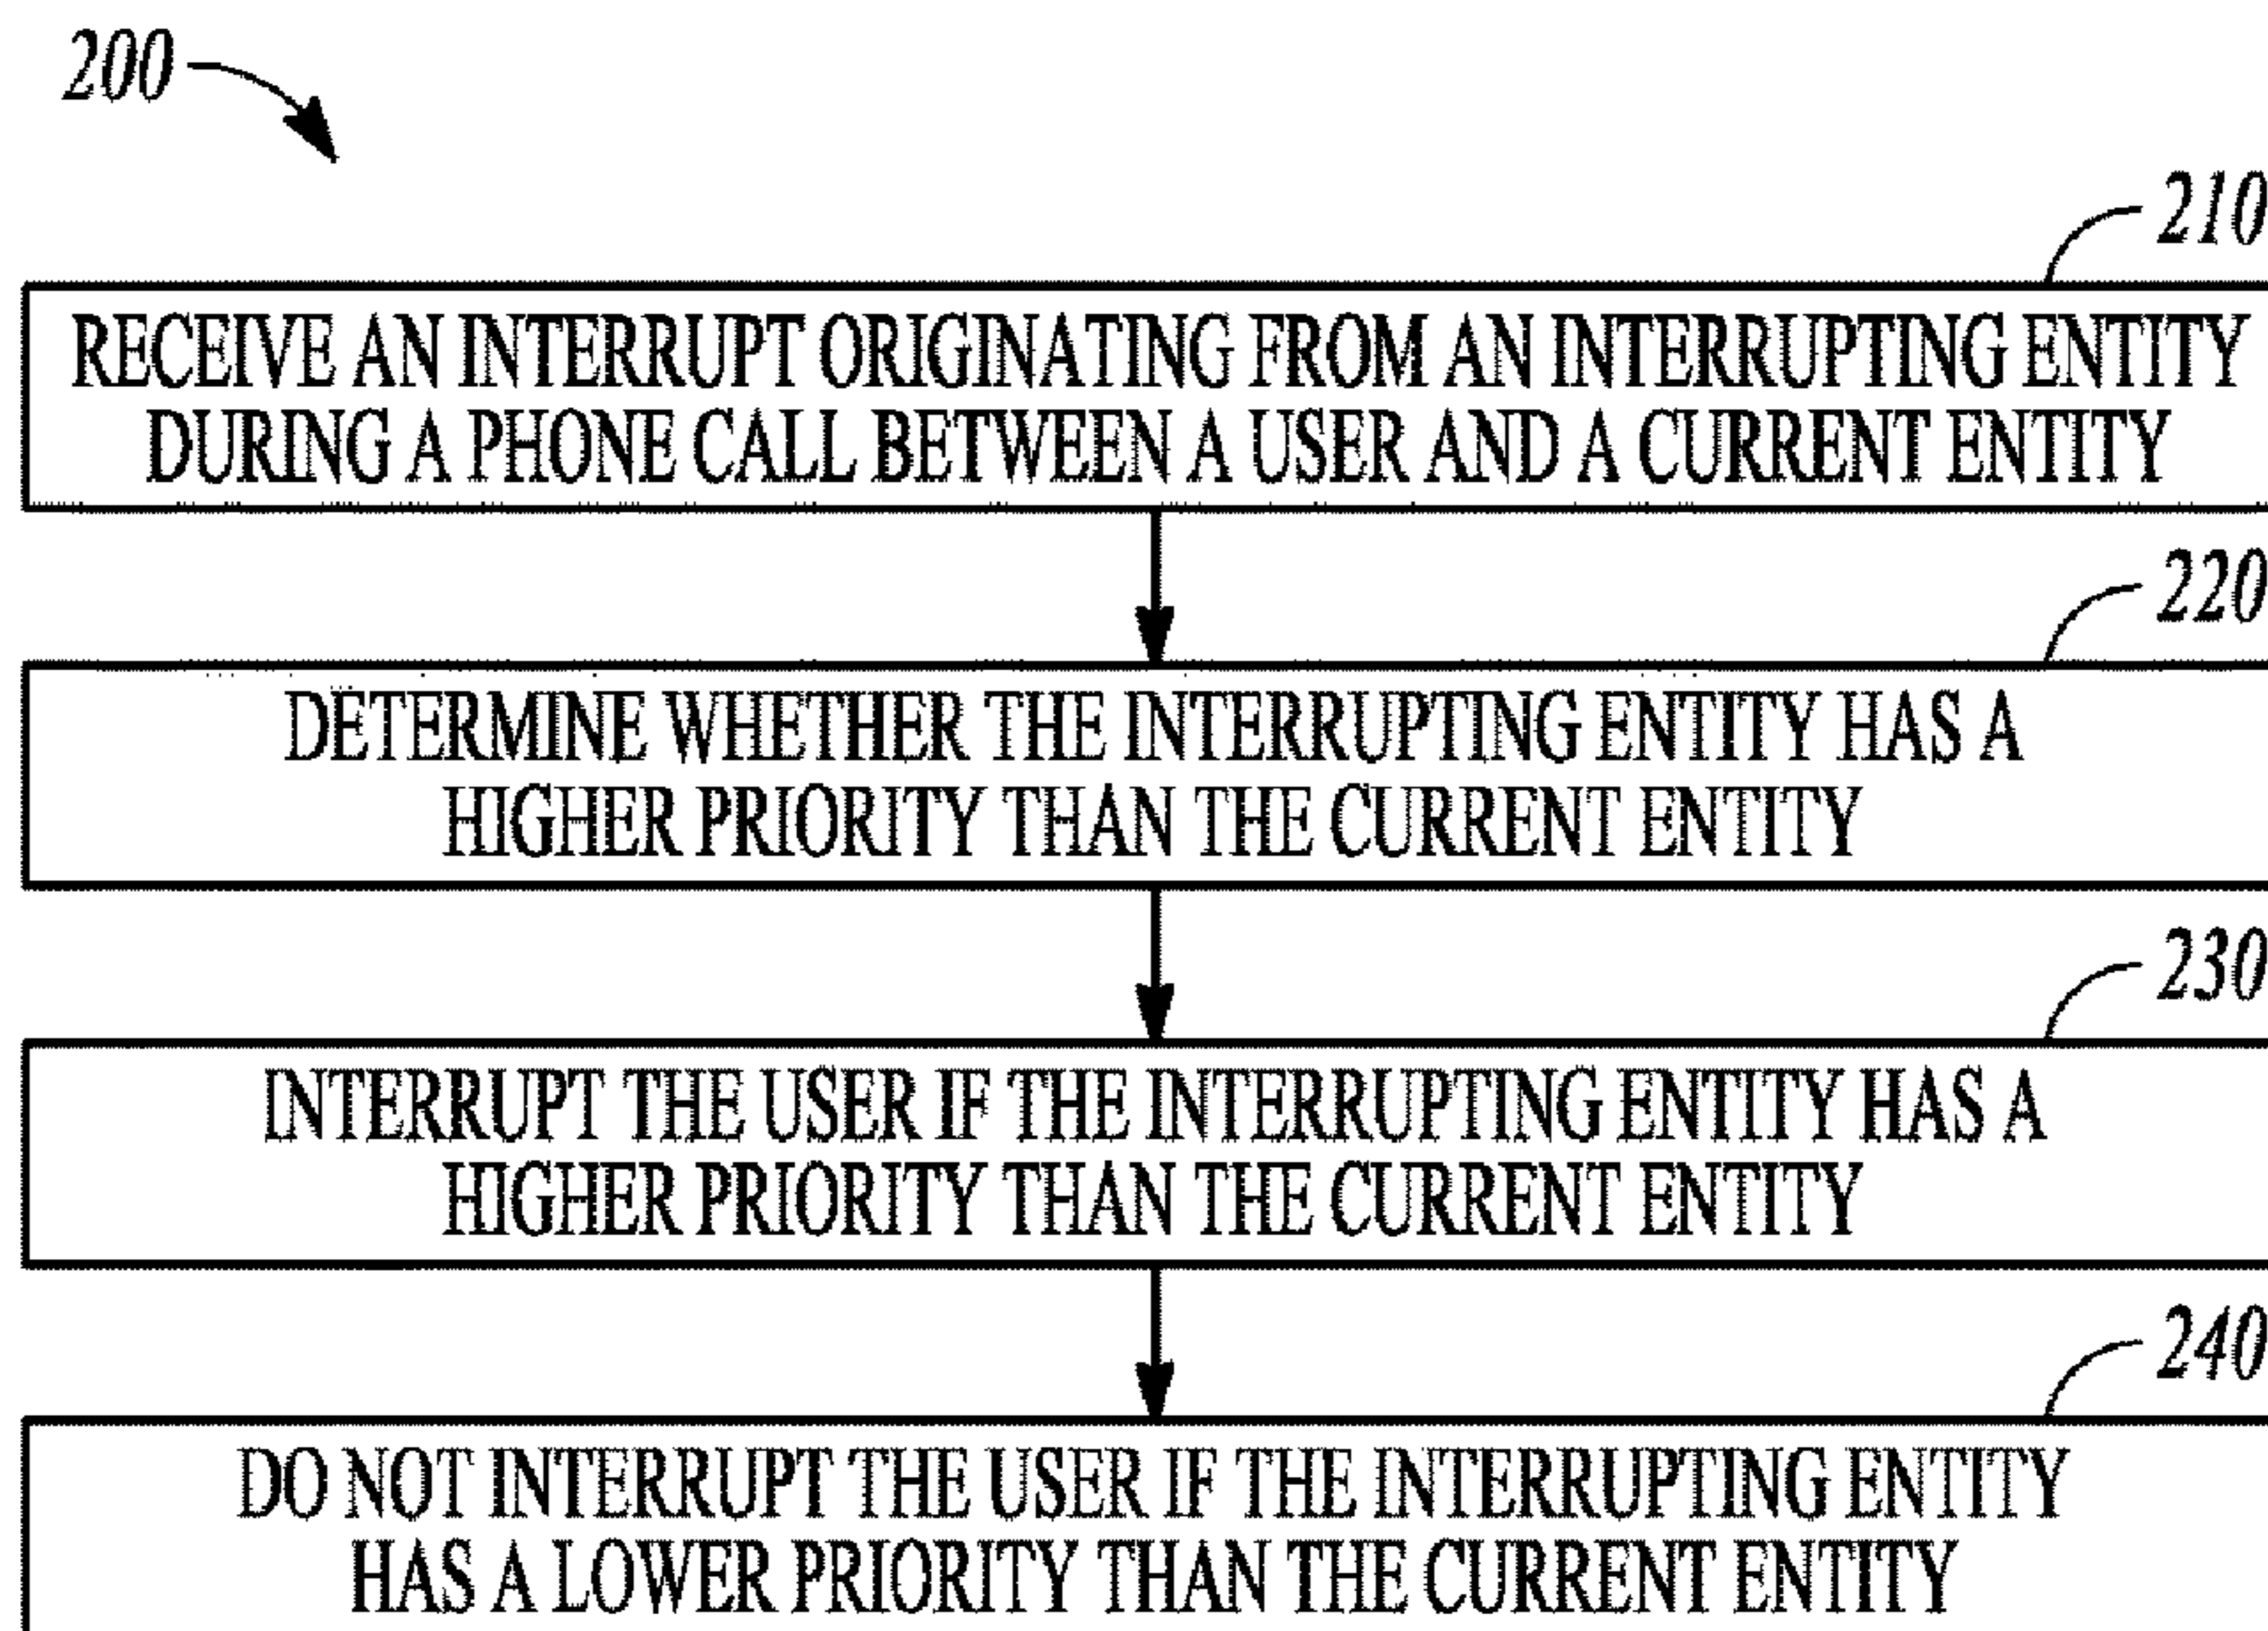 200
210
RECEIVE AN INTERRUPT ORIGINATING FROM AN INTERRUPTING ENTITY
DURING A PHONE CALL BETWEEN A USER AND A CURRENT ENTITY
220
DETERMINE WHETHER THE INTERRUPTING ENTITY HAS A
HIGHER PRIORITY THAN THE CURRENT ENTITY
230
INTERRUPT THE USER IF THE INTERRUPTING ENTITY HAS A
HIGHER PRIORITY THAN THE CURRENT ENTITY
240
DO NOT INTERRUPT THE USER IF THE INTERRUPTING ENTITY
HAS A LOWER PRIORITY THAN THE CURRENT ENTITY